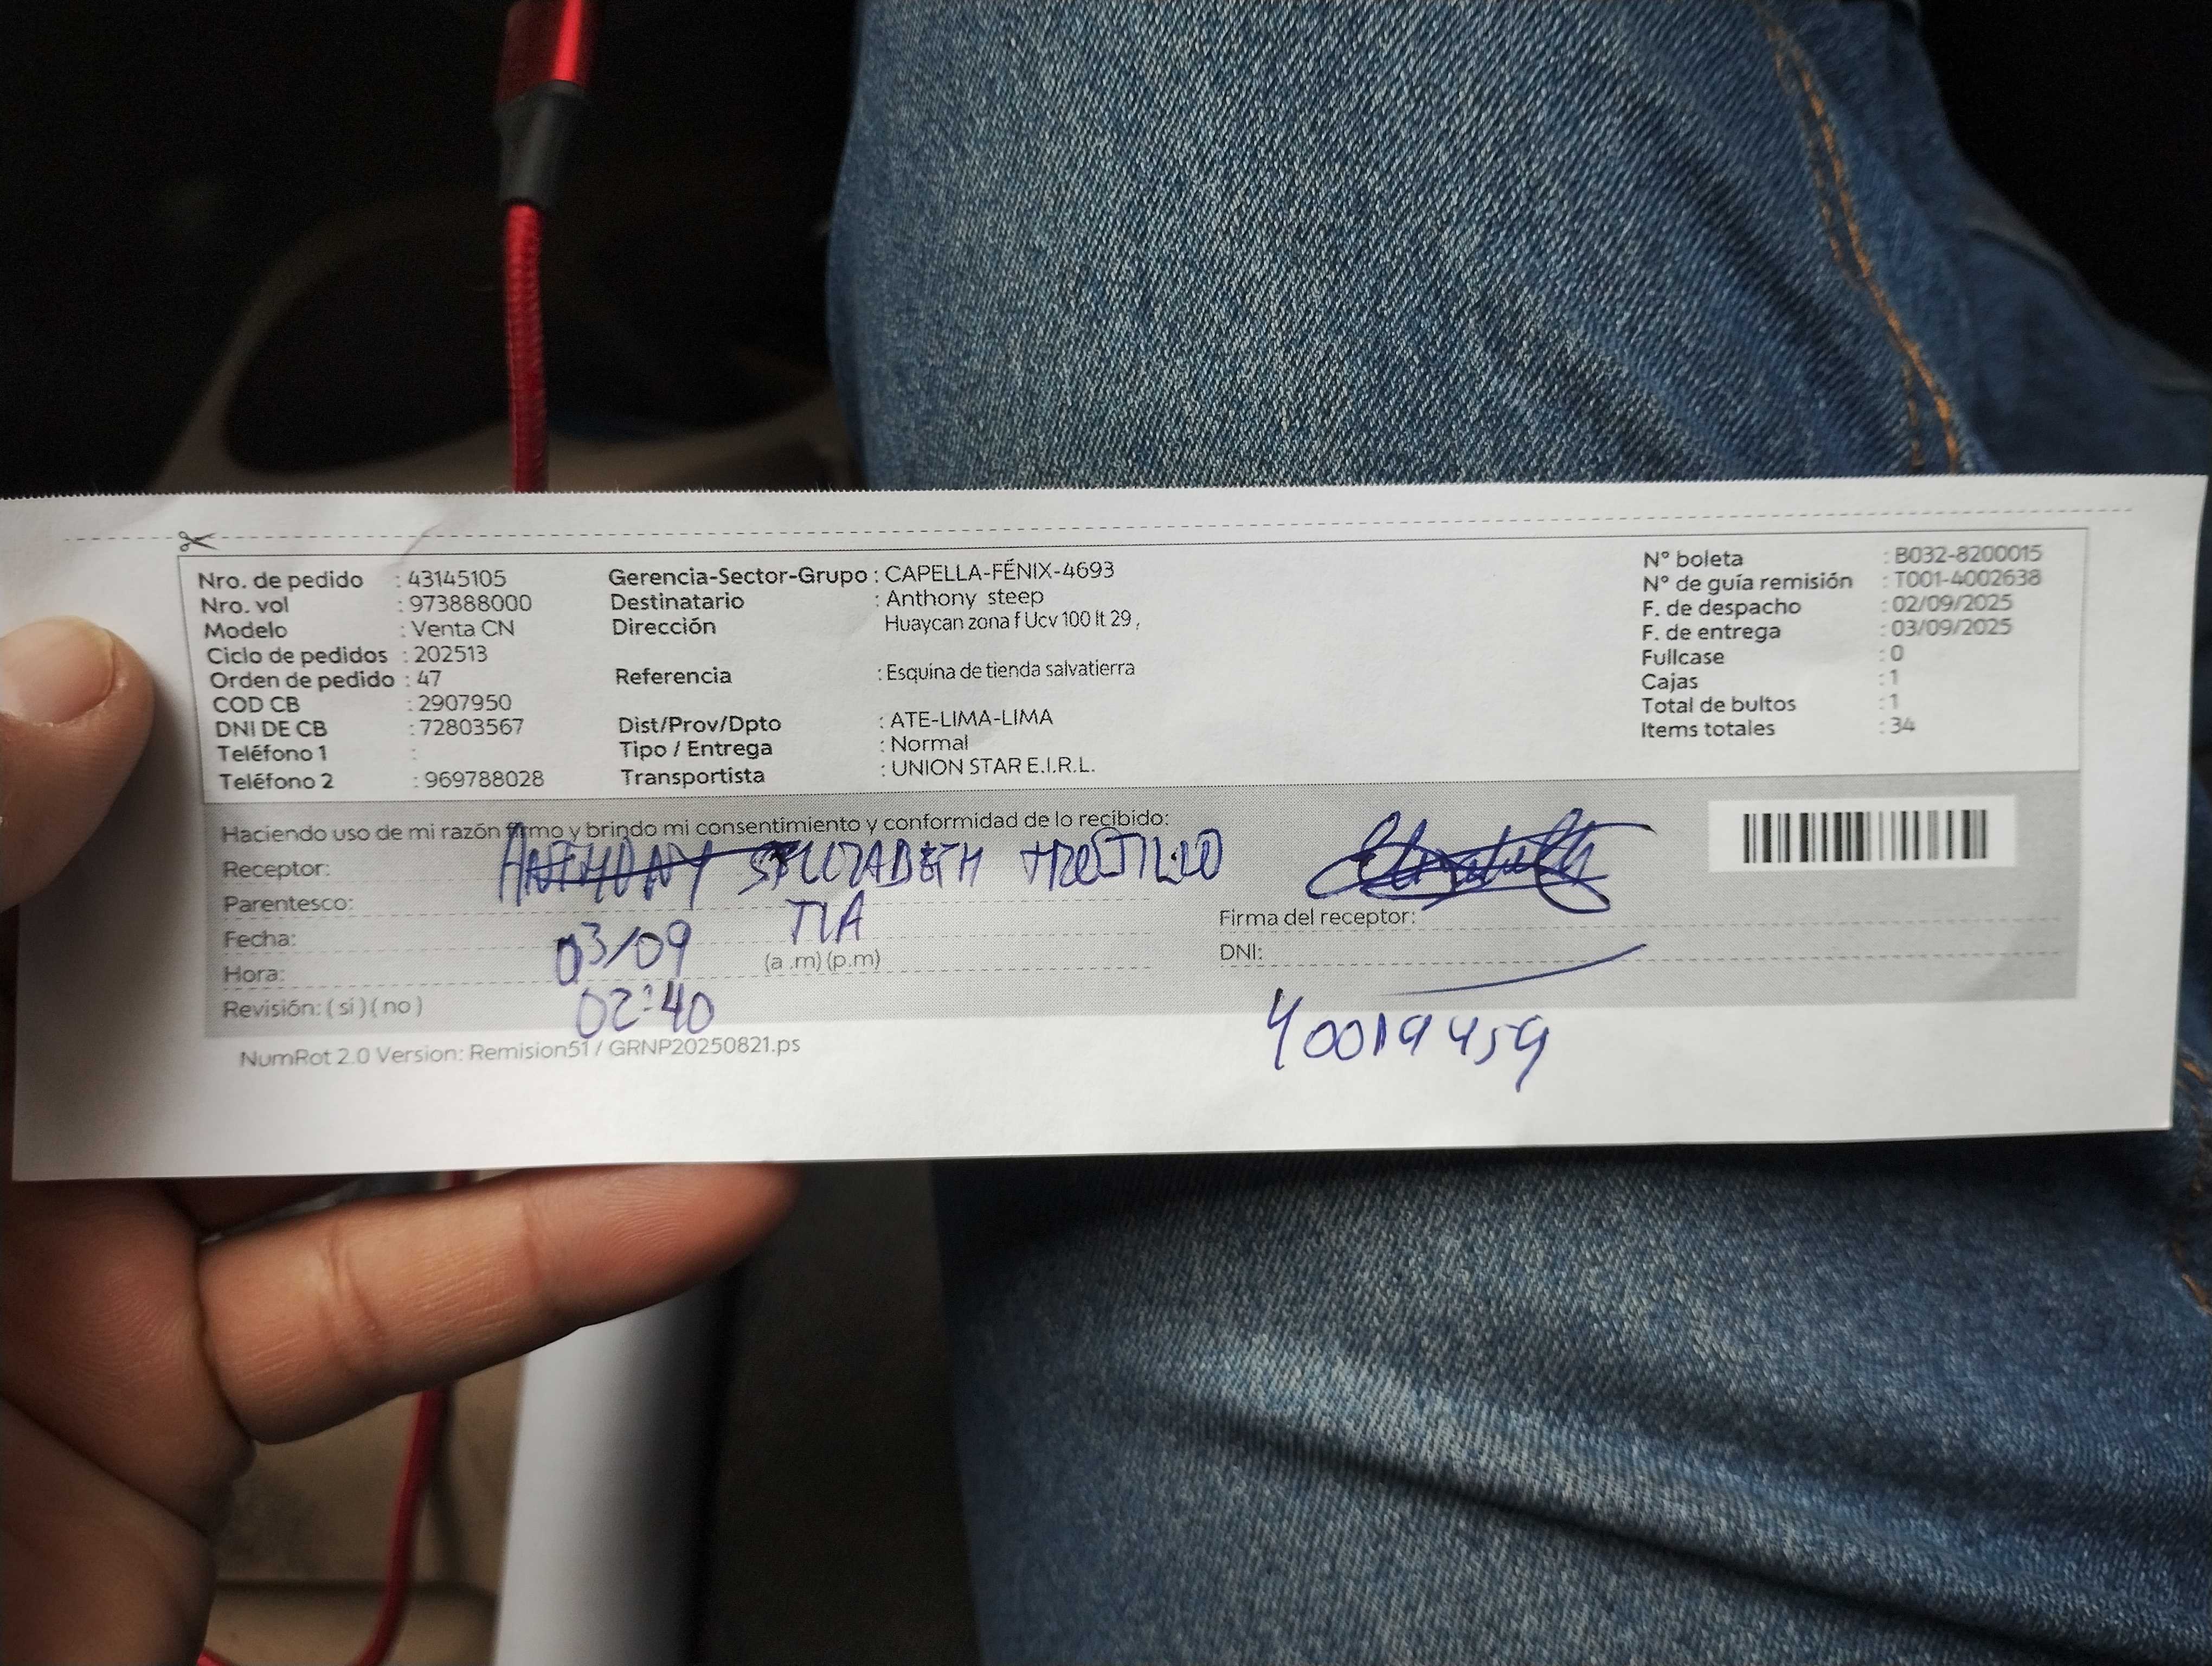 Nro. de pedido : 43145105
Nro. vol : 973888000
Modelo : Venta CN
Ciclo de pedidos : 202513
Orden de pedido : 47
COD CB : 2907950
DNI DE CB : 72803567
Teléfono 1 :
Teléfono 2 : 969788028
Gerencia-Sector-Grupo : CAPELLA-FÉNIX-4693
Destinatario : Anthony steep
Dirección Huaycan zona f Ucv 100 lt 29 ,
Referencia : Esquina de tienda salvatierra
Dist/Prov/Dpto : ATE-LIMA-LIMA
Tipo / Entrega : Normal
Transportista : UNION STAR E.I.R.L.
N° boleta : B032-8200015
N° de guía remisión : T001-4002638
F. de despacho : 02/09/2025
F. de entrega : 03/09/2025
Fullcase : 0
Cajas : 1
Total de bultos : 1
Items totales : 34
Haciendo uso de mi razón firmo y brindo mi consentimiento y conformidad de lo recibido:
Receptor: ANTHONY ELIZABETH
Parentesco: TIA
Fecha: 03/09
Hora: (a .m) (p.m)
02:40
Revisión: ( si ) ( no )
Firma del receptor:
DNI:
40019459
NumRot 2.0 Version: Remision51 / GRNP20250821.ps